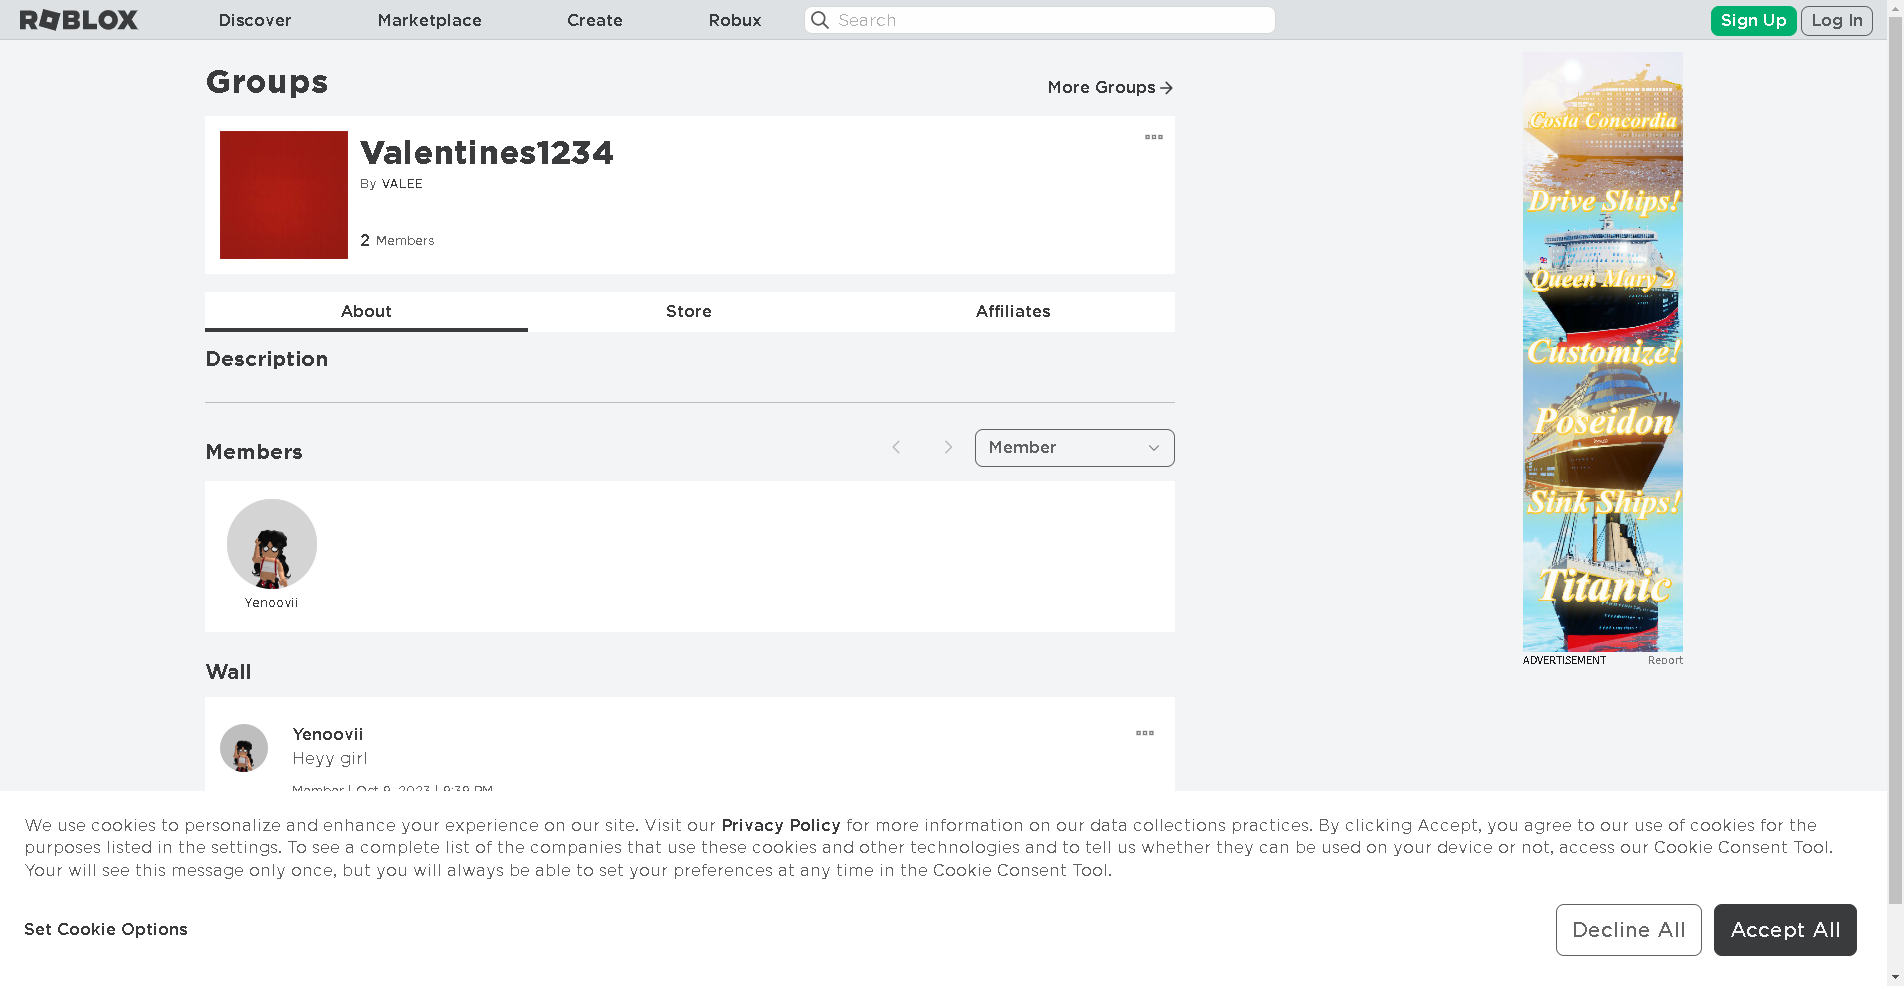 ROBLOX Discover Marketplace Create Robux Search Sign Up Log In
Groups
More Groups
Valentines1234
By VALEE
2 Members
About Store Affiliates
Description
Members
Member
Yenoovii
Wall
Yenoovii
Heyy girl
Member | Oct 9, 2023 | 9:39 PM
Costa Concordia
Drive Ships!
Queen Mary 2
Customize!
Poseidon
Sink Ships!
Titanic
ADVERTISEMENT Report
We use cookies to personalize and enhance your experience on our site. Visit our Privacy Policy for more information on our data collections practices. By clicking Accept, you agree to our use of cookies for the
purposes listed in the settings. To see a complete list of the companies that use these cookies and other technologies and to tell us whether they can be used on your device or not, access our Cookie Consent Tool.
Your will see this message only once, but you will always be able to set your preferences at any time in the Cookie Consent Tool.
Set Cookie Options
Decline All
Accept All